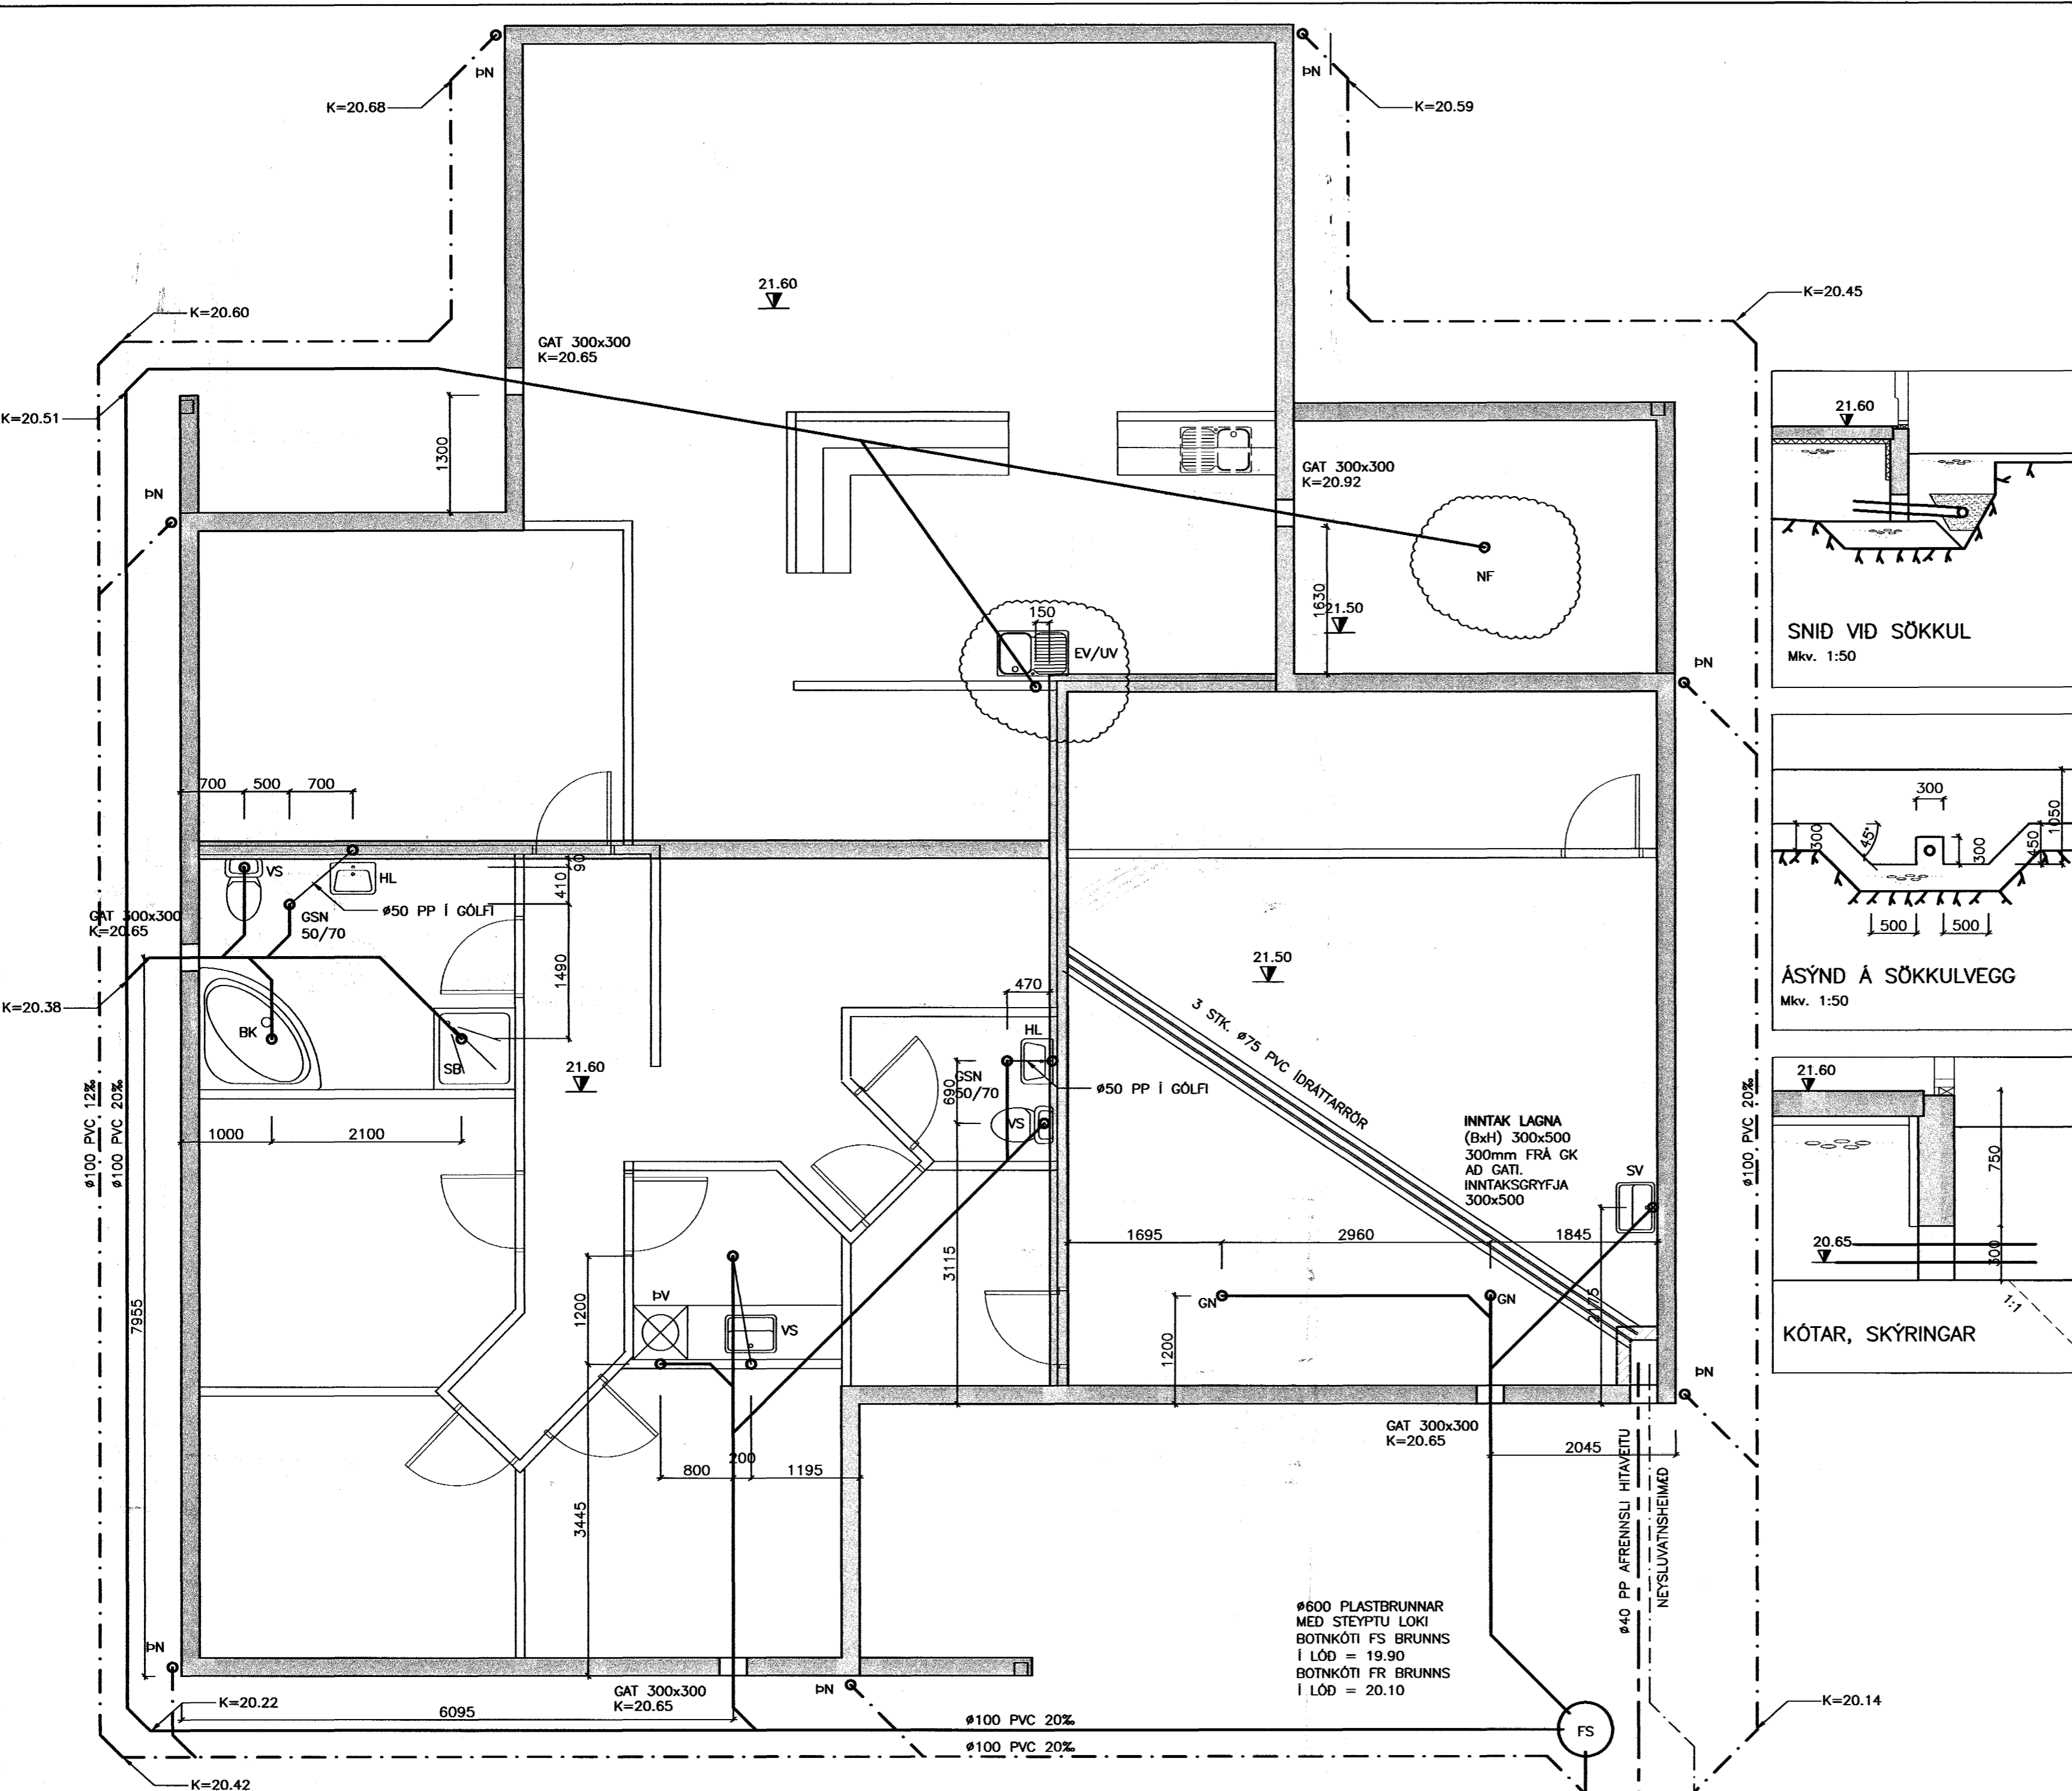 ÞN
K=20.68
ÞN
K=20.59
K=20.60
21.60
K=20.45
GAT 300x300
K=20.65
K=20.51
1300
ÞN
GAT 300x300
K=20.92
NF
1630
21.50
150
EV/UV
ÞN
21.60
SNIÐ VIÐ SÖKKUL
Mkv. 1:50
700
500
700
VS
HL
GSN
50/70
ø50 PP Í GÓLFI
90
410
1490
GAT 300x300
K=20.65
K=20.38
BK
SB
1000
2100
21.60
ø100 PVC 12‰
ø100 PVC 20‰
7955
470
HL
GSN
50/70
690
VS
ø50 PP Í GÓLFI
3115
21.50
3 STK. ø75 PVC ÍDRÁTTARRÖR
INNTAK LAGNA
(BxH) 300x500
300mm FRÁ GK
AÐ GATI.
INNTAKSGRYFJA
300x500
SV
ø100 PVC 20‰
300
300
45°
300
450
1050
500
500
ÁSÝND Á SÖKKULVEGG
Mkv. 1:50
21.60
750
20.65
300
1:1
KÓTAR, SKÝRINGAR
1695
2960
1845
GN
GN
1200
2175
ÞV
VS
1200
3445
800
200
1195
ÞN
GAT 300x300
K=20.65
2045
ø40 PP AFRENNSLI HITAVEITU
NEYSLUVATNSHEIMÆÐ
ø600 PLASTBRUNNAR
MEÐ STEYPTU LOKI
BOTNKÓTI FS BRUNNS
Í LÓÐ = 19.90
BOTNKÓTI FR BRUNNS
Í LÓÐ = 20.10
ÞN
K=20.22
6095
GAT 300x300
K=20.65
ÞN
ø100 PVC 20‰
ø100 PVC 20‰
FS
K=20.14
K=20.42